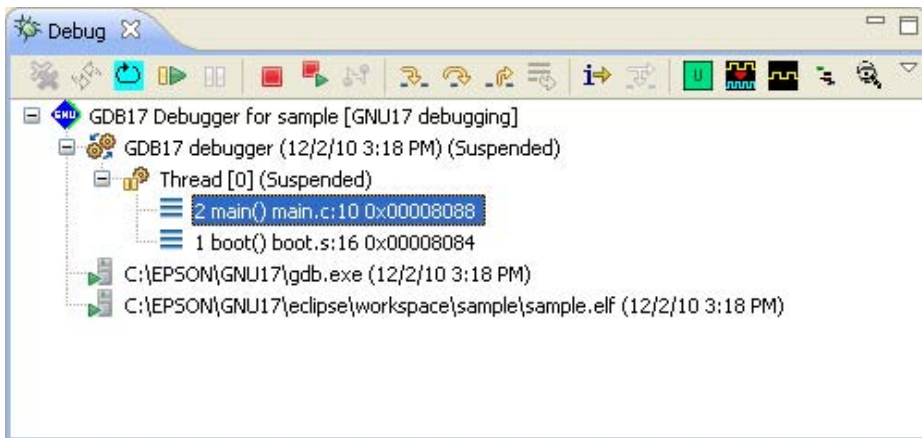 Debug
i
U
GNU GDB17 Debugger for sample [GNU17 debugging]
GDB17 debugger (12/2/10 3:18 PM) (Suspended)
Thread [0] (Suspended)
2 main() main.c:10 0x00008088
1 boot() boot.s:16 0x00008084
C:\EPSON\GNU17\gdb.exe (12/2/10 3:18 PM)
C:\EPSON\GNU17\eclipse\workspace\sample\sample.elf (12/2/10 3:18 PM)